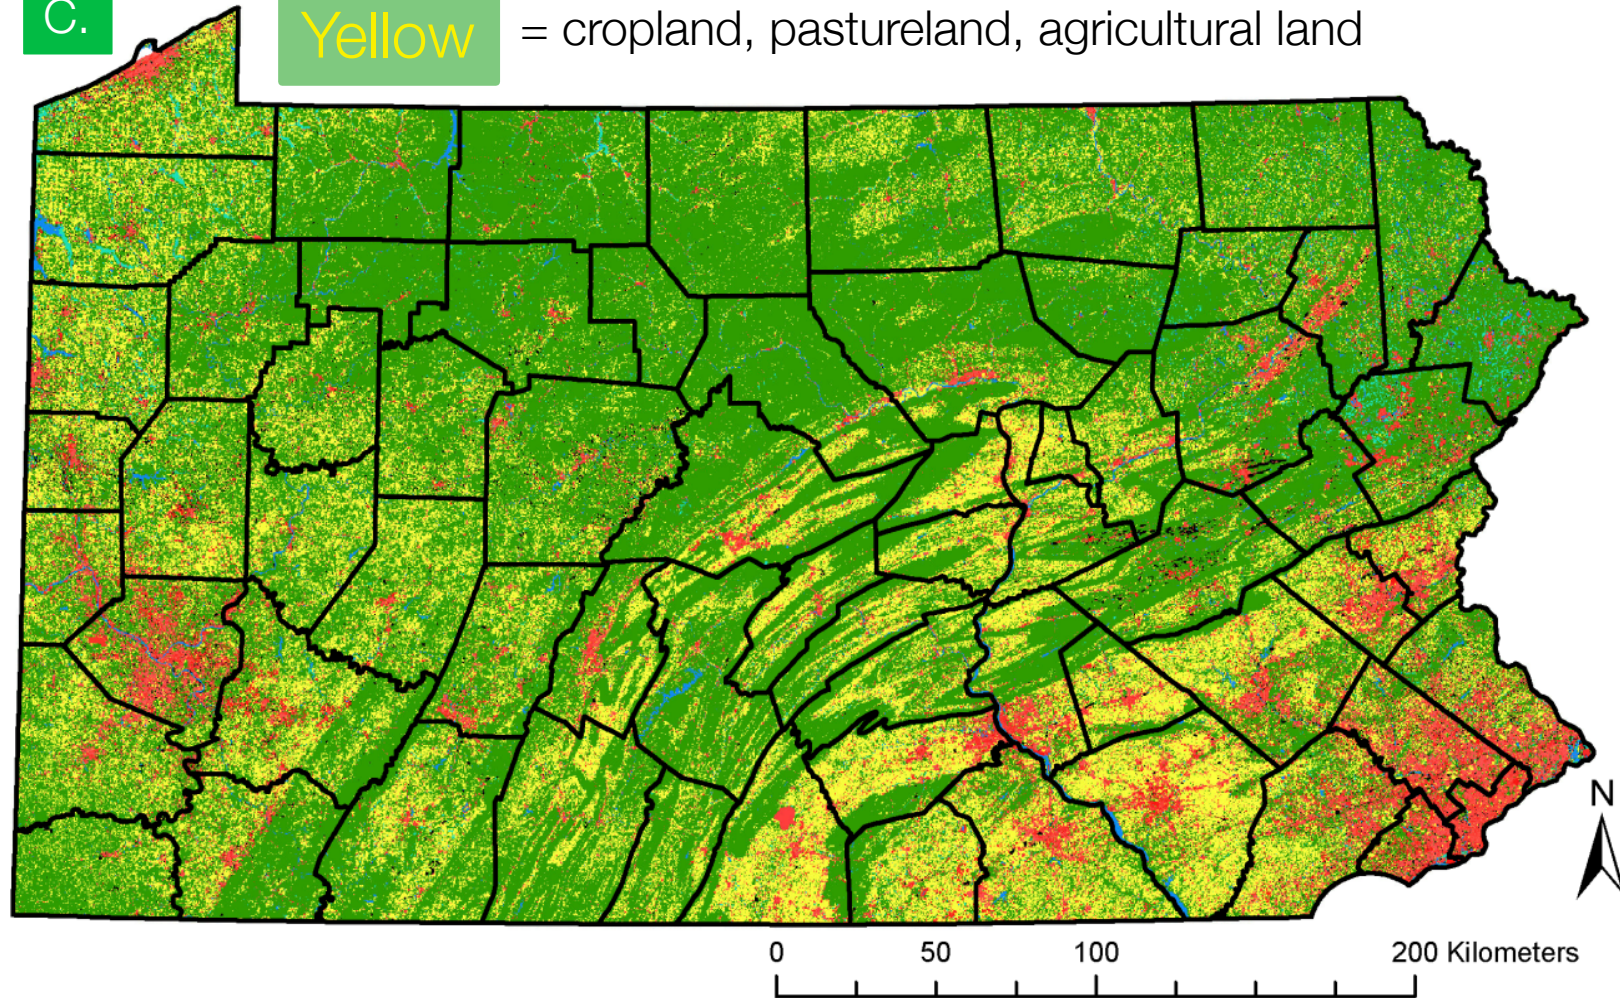 C.
Yellow = cropland, pastureland, agricultural land
N
0 50 100 200 Kilometers